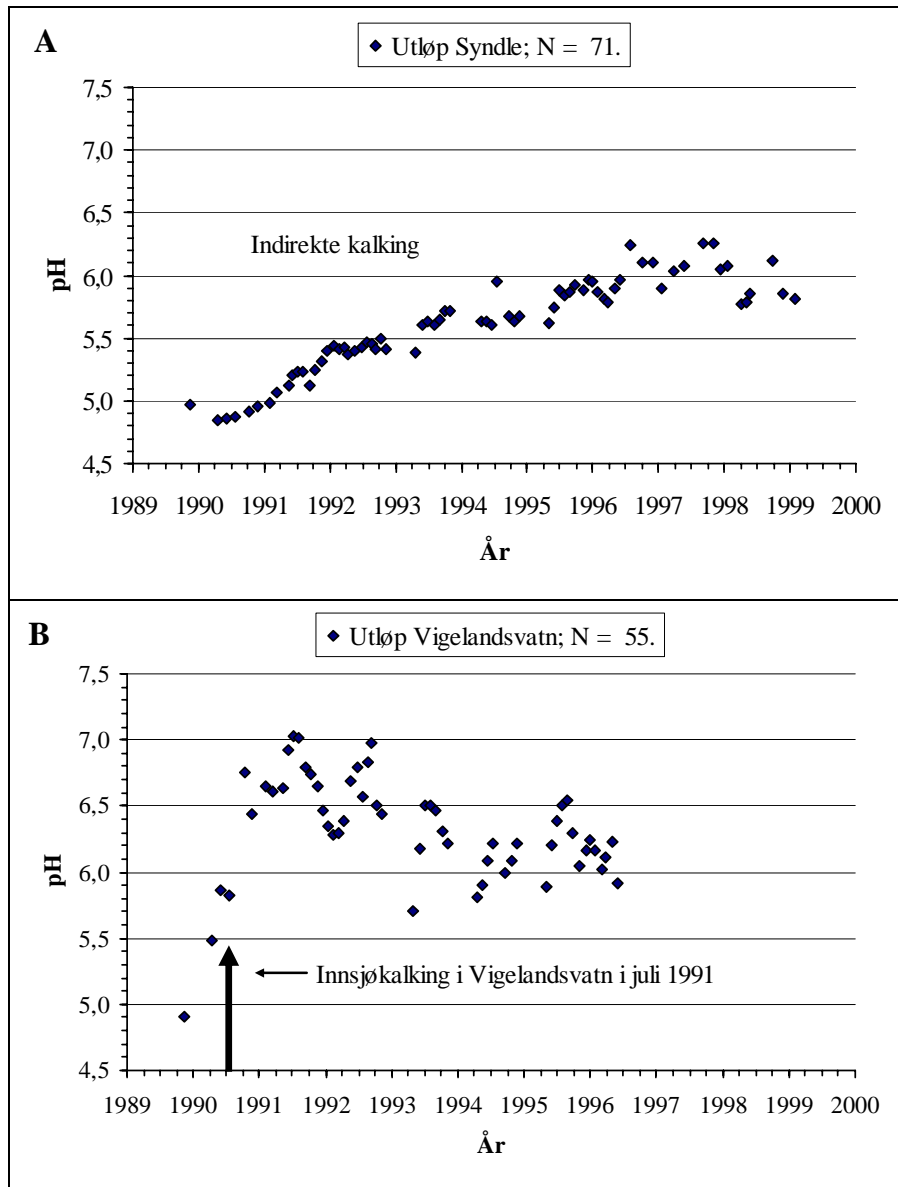 A
Utløp Syndle; N = 71.
7,5
7,0
6,5
6,0
5,5
5,0
4,5
pH
Indirekte kalking
1989 1990 1991 1992 1993 1994 1995 1996 1997 1998 1999 2000
År
B
Utløp Vigelandsvatn; N = 55.
7,5
7,0
6,5
6,0
5,5
5,0
4,5
pH
Innsjøkalking i Vigelandsvatn i juli 1991
1989 1990 1991 1992 1993 1994 1995 1996 1997 1998 1999 2000
År